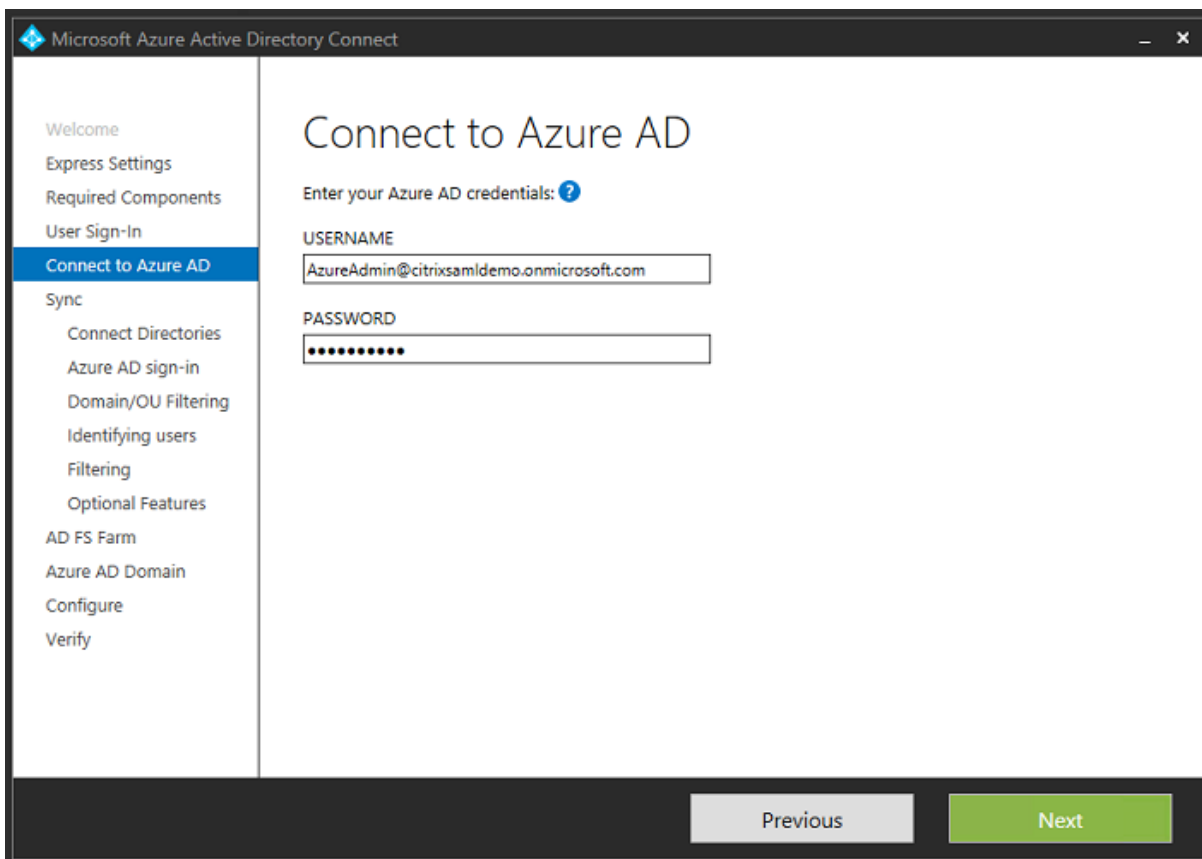 Microsoft Azure Active Directory Connect
Welcome
Express Settings
Required Components
User Sign-In
Connect to Azure AD
Sync
Connect Directories
Azure AD sign-in
Domain/OU Filtering
Identifying users
Filtering
Optional Features
AD FS Farm
Azure AD Domain
Configure
Verify
Connect to Azure AD
Enter your Azure AD credentials: ?
USERNAME
AzureAdmin@citrixsamldemo.onmicrosoft.com
PASSWORD
••••••••••
Previous
Next